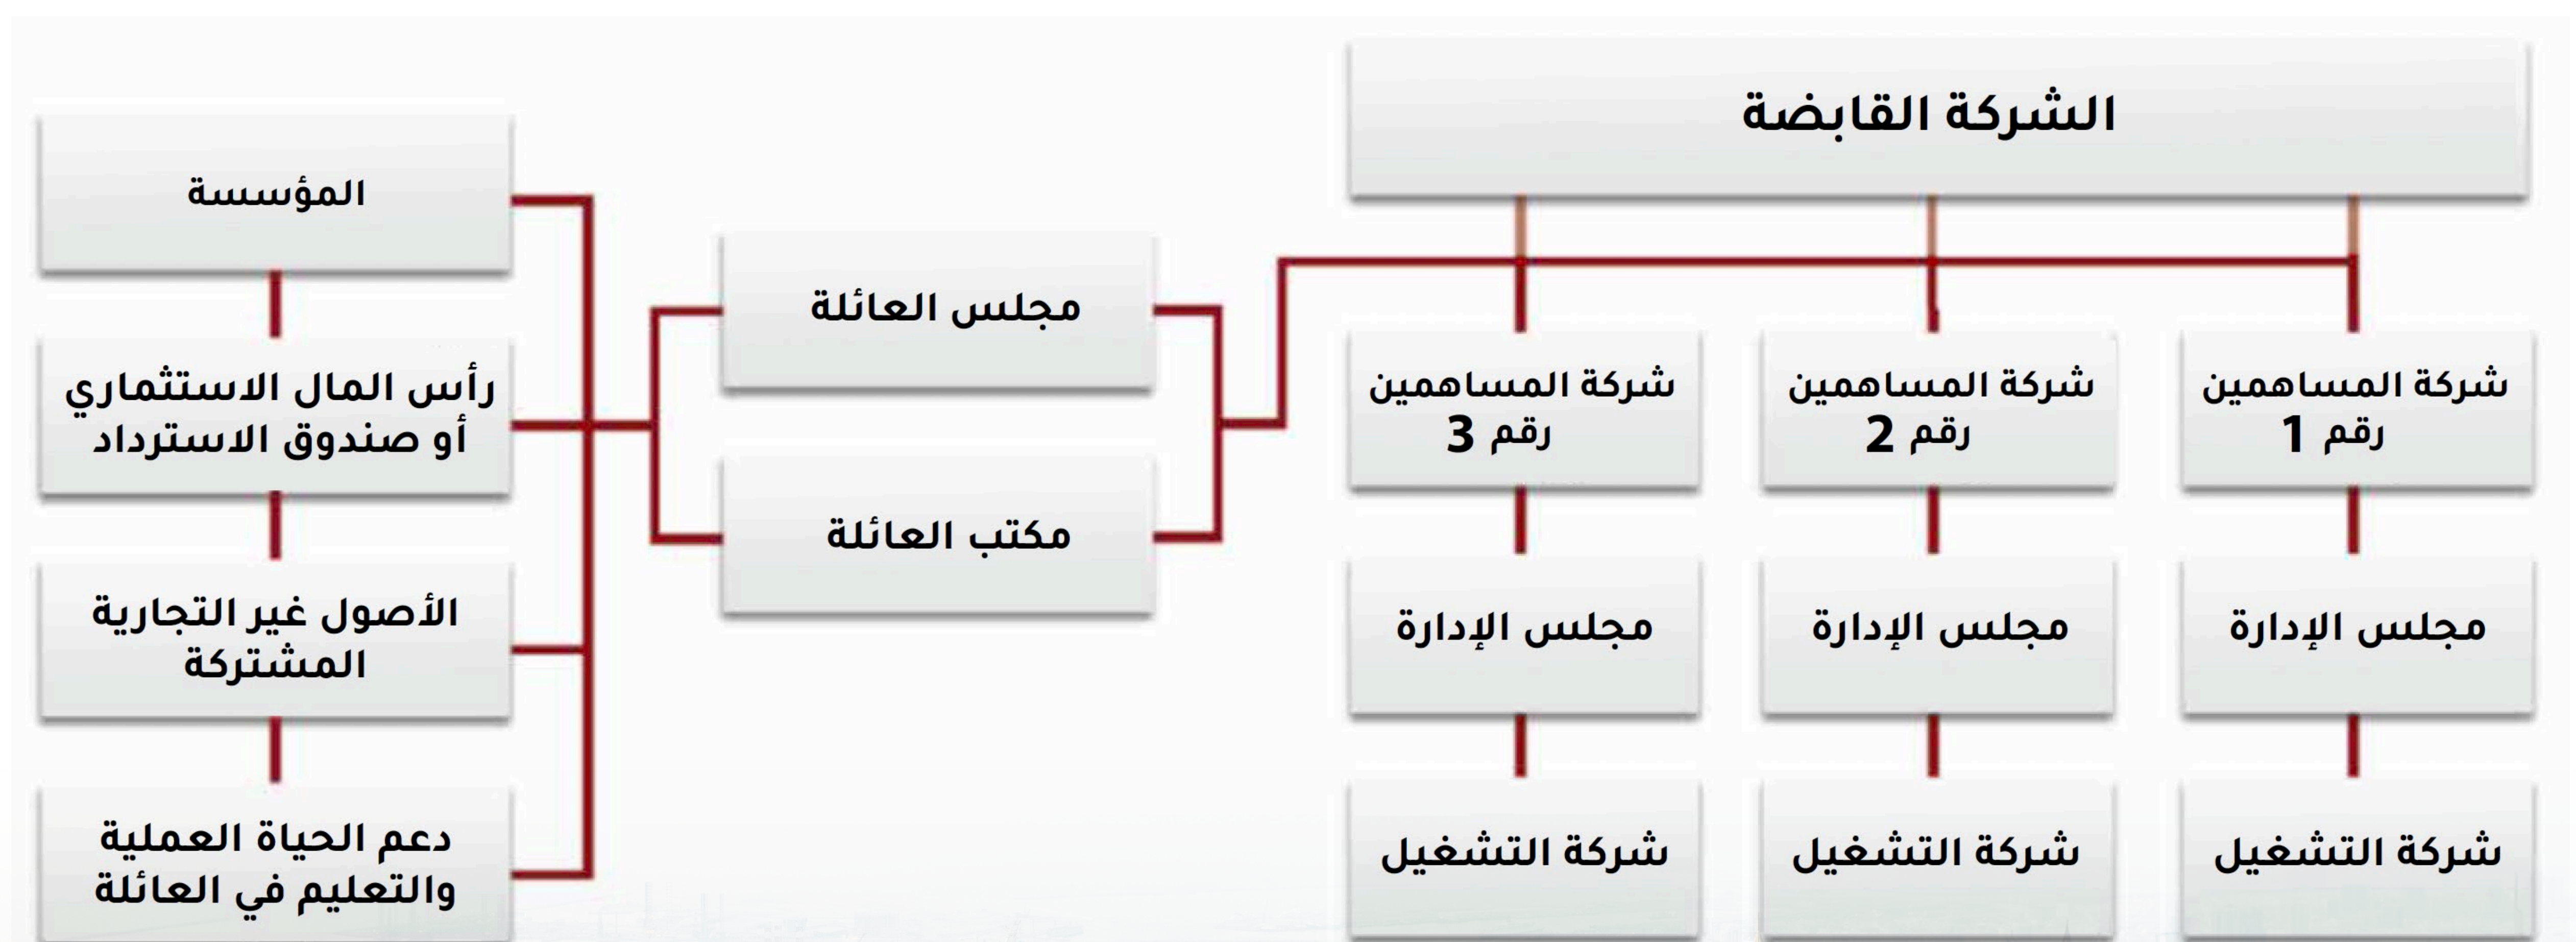 الشركة القابضة
شركة المساهمين
رقم 1
شركة المساهمين
رقم 2
شركة المساهمين
رقم 3
مجلس الإدارة
مجلس الإدارة
مجلس الإدارة
شركة التشغيل
شركة التشغيل
شركة التشغيل
مجلس العائلة
مكتب العائلة
المؤسسة
رأس المال الاستثماري
أو صندوق الاسترداد
الأصول غير التجارية
المشتركة
دعم الحياة العملية
والتعليم في العائلة